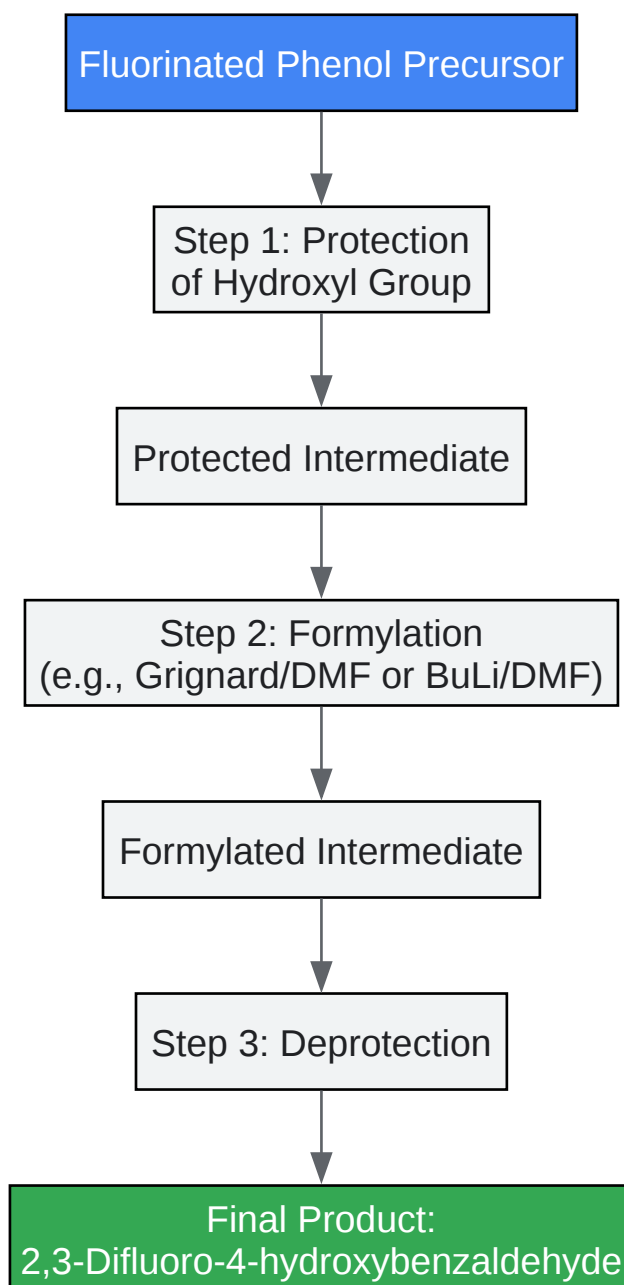 Fluorinated Phenol Precursor
Step 1: Protection
of Hydroxyl Group
Protected Intermediate
Step 2: Formylation
(e.g., Grignard/DMF or BuLi/DMF)
Formylated Intermediate
Step 3: Deprotection
Final Product:
2,3-Difluoro-4-hydroxybenzaldehyde